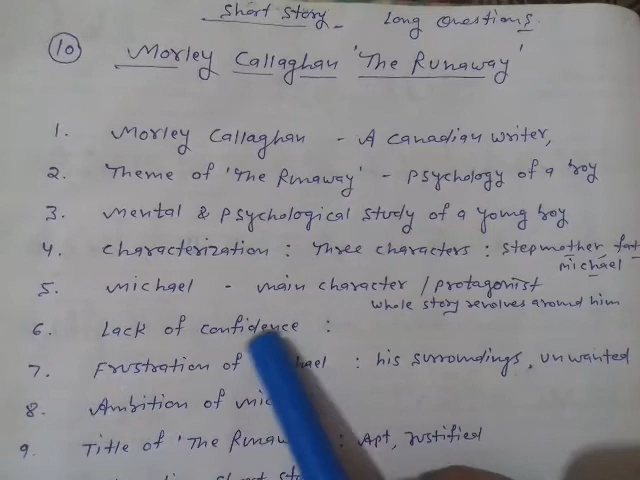 Short Story - Long Questions.
10 Morley Callaghan 'The Runaway'
1. Morley Callaghan - A Canadian writer,
2. Theme of 'The Runaway' - Psychology of a boy
3. Mental & Psychological study of a young boy
4. Characterization : Three characters : stepmother,
Michael
5. Michael - main character / protagonist
whole story revolves around him
6. Lack of confidence :
7. Frustration of : his surroundings, unwanted
8. Ambition of
9. Title of 'The : Apt, Justified